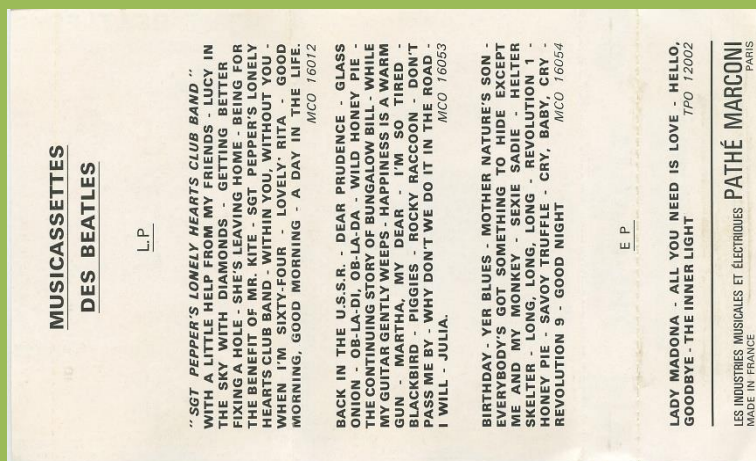 MUSICASSETTES
DES BEATLES
L.P
" SGT PEPPER'S LONELY HEARTS CLUB BAND "
WITH A LITTLE HELP FROM MY FRIENDS - LUCY IN
THE SKY WITH DIAMONDS - GETTING BETTER
FIXING A HOLE - SHE'S LEAVING HOME - BEING FOR
THE BENEFIT OF MR. KITE - SGT PEPPER'S LONELY
HEARTS CLUB BAND - WITHIN YOU, WITHOUT YOU -
WHEN I'M SIXTY-FOUR - LOVELY' RITA - GOOD
MORNING, GOOD MORNING - A DAY IN THE LIFE.
MCO 16012
BACK IN THE U.S.S.R. - DEAR PRUDENCE - GLASS
ONION - OB-LA-DI, OB-LA-DA - WILD HONEY PIE -
THE CONTINUING STORY OF BUNGALOW BILL - WHILE
MY GUITAR GENTLY WEEPS - HAPPINESS IS A WARM
GUN - MARTHA, MY DEAR - I'M SO TIRED -
BLACKBIRD - PIGGIES - ROCKY RACCOON - DON'T
PASS ME BY - WHY DON'T WE DO IT IN THE ROAD -
I WILL - JULIA. MCO 16053
BIRTHDAY - YER BLUES - MOTHER NATURE'S SON -
EVERYBODY'S GOT SOMETHING TO HIDE EXCEPT
ME AND MY MONKEY - SEXIE SADIE - HELTER
SKELTER - LONG, LONG, LONG - REVOLUTION 1 -
HONEY PIE - SAVOY TRUFFLE - CRY, BABY, CRY -
REVOLUTION 9 - GOOD NIGHT MCO 16054
E P
LADY MADONA - ALL YOU NEED IS LOVE - HELLO,
GOODBYE - THE INNER LIGHT TPO 12002
LES INDUSTRIES MUSICALES ET ÉLECTRIQUES PATHÉ MARCONI
MADE IN FRANCE PARIS